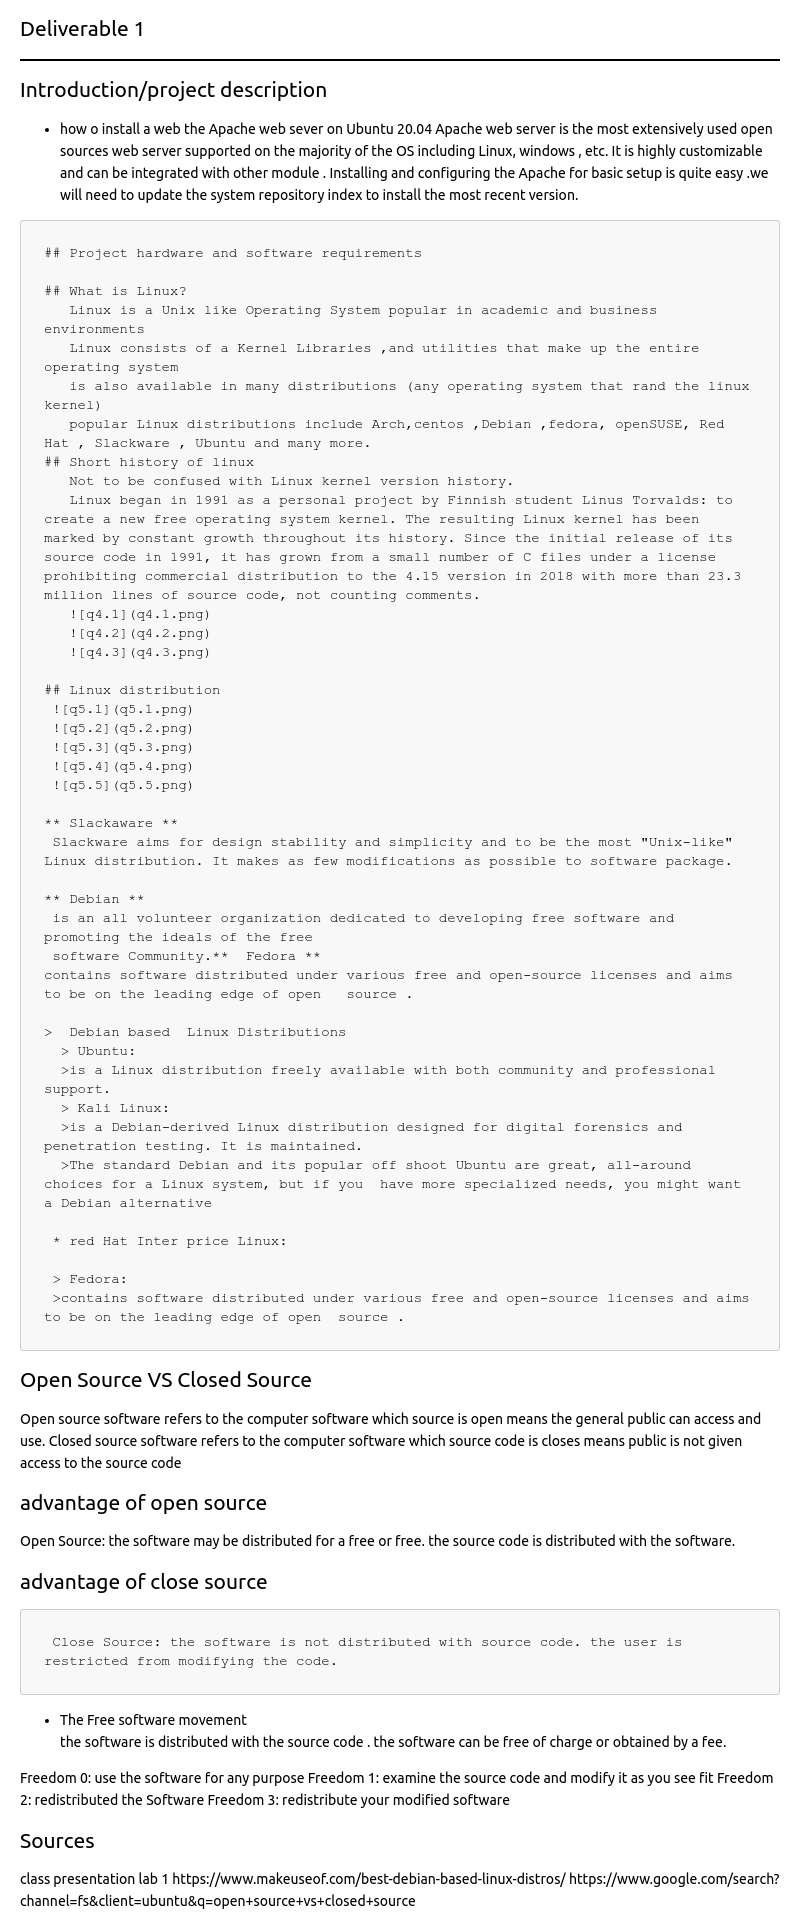 Deliverable 1
Introduction/project description
• how o install a web the Apache web sever on Ubuntu 20.04 Apache web server is the most extensively used open
sources web server supported on the majority of the OS including Linux, windows , etc. It is highly customizable
and can be integrated with other module . Installing and configuring the Apache for basic setup is quite easy .we
will need to update the system repository index to install the most recent version.
## Project hardware and software requirements
## What is Linux?
Linux is a Unix like Operating System popular in academic and business
environments
Linux consists of a Kernel Libraries ,and utilities that make up the entire
operating system
is also available in many distributions (any operating system that rand the linux
kernel)
popular Linux distributions include Arch,centos ,Debian ,fedora, openSUSE, Red
Hat , Slackware , Ubuntu and many more.
## Short history of linux
Not to be confused with Linux kernel version history.
Linux began in 1991 as a personal project by Finnish student Linus Torvalds: to
create a new free operating system kernel. The resulting Linux kernel has been
marked by constant growth throughout its history. Since the initial release of its
source code in 1991, it has grown from a small number of C files under a license
prohibiting commercial distribution to the 4.15 version in 2018 with more than 23.3
million lines of source code, not counting comments.
![q4.1](q4.1.png)
![q4.2](q4.2.png)
![q4.3](q4.3.png)
## Linux distribution
![q5.1](q5.1.png)
![q5.2](q5.2.png)
![q5.3](q5.3.png)
![q5.4](q5.4.png)
![q5.5](q5.5.png)
** Slackaware **
Slackware aims for design stability and simplicity and to be the most "Unix-like"
Linux distribution. It makes as few modifications as possible to software package.
** Debian **
is an all volunteer organization dedicated to developing free software and
promoting the ideals of the free
software Community.**  Fedora **
contains software distributed under various free and open-source licenses and aims
to be on the leading edge of open   source .
>  Debian based  Linux Distributions
> Ubuntu:
>is a Linux distribution freely available with both community and professional
support.
> Kali Linux:
>is a Debian-derived Linux distribution designed for digital forensics and
penetration testing. It is maintained.
>The standard Debian and its popular off shoot Ubuntu are great, all-around
choices for a Linux system, but if you  have more specialized needs, you might want
a Debian alternative
* red Hat Inter price Linux:
> Fedora:
>contains software distributed under various free and open-source licenses and aims
to be on the leading edge of open  source .
Open Source VS Closed Source
Open source software refers to the computer software which source is open means the general public can access and
use. Closed source software refers to the computer software which source code is closes means public is not given
access to the source code
advantage of open source
Open Source: the software may be distributed for a free or free. the source code is distributed with the software.
advantage of close source
Close Source: the software is not distributed with source code. the user is
restricted from modifying the code.
• The Free software movement
the software is distributed with the source code . the software can be free of charge or obtained by a fee.
Freedom 0: use the software for any purpose Freedom 1: examine the source code and modify it as you see fit Freedom
2: redistributed the Software Freedom 3: redistribute your modified software
Sources
class presentation lab 1 https://www.makeuseof.com/best-debian-based-linux-distros/ https://www.google.com/search?
channel=fs&client=ubuntu&q=open+source+vs+closed+source